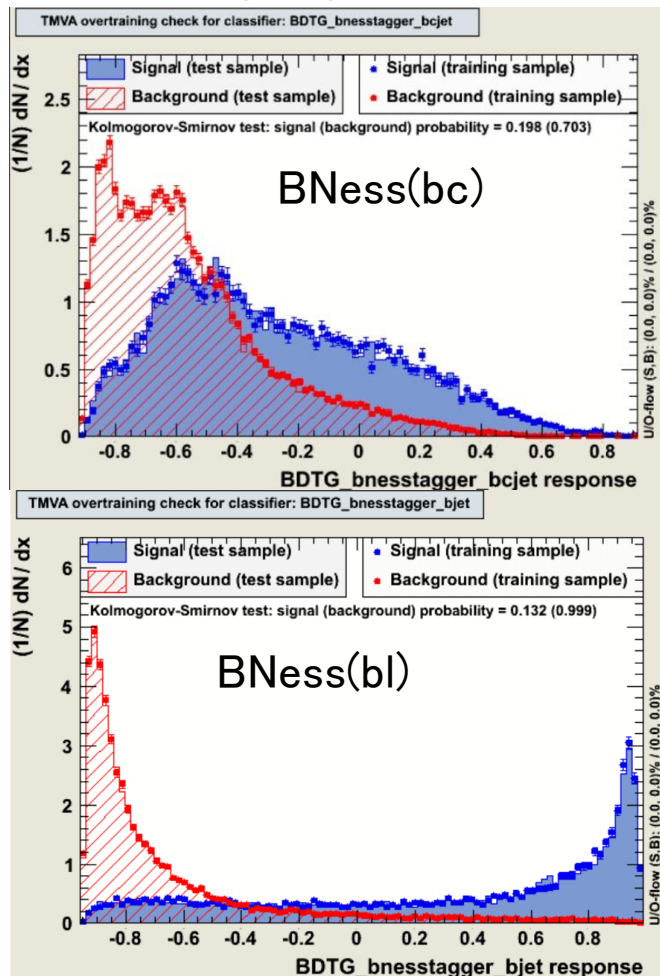 TMVA overtraining check for classifier: BDTG_bnesstagger_bcjet
Signal (test sample)
Background (test sample)
Signal (training sample)
Background (training sample)
Kolmogorov-Smirnov test: signal (background) probability = 0.198 (0.703)
BNess(bc)
(1/N) dN / dx
2.5
2
1.5
1
0.5
0
-0.8 -0.6 -0.4 -0.2 0 0.2 0.4 0.6 0.8
BDTG_bnesstagger_bcjet response
U/O-flow (S,B): (0.0, 0.0)% / (0.0, 0.0)%
TMVA overtraining check for classifier: BDTG_bnesstagger_bjet
Signal (test sample)
Background (test sample)
Signal (training sample)
Background (training sample)
Kolmogorov-Smirnov test: signal (background) probability = 0.132 (0.999)
BNess(bl)
(1/N) dN / dx
6
5
4
3
2
1
0
-0.8 -0.6 -0.4 -0.2 0 0.2 0.4 0.6 0.8
BDTG_bnesstagger_bjet response
U/O-flow (S,B): (0.0, 0.0)% / (0.0, 0.0)%